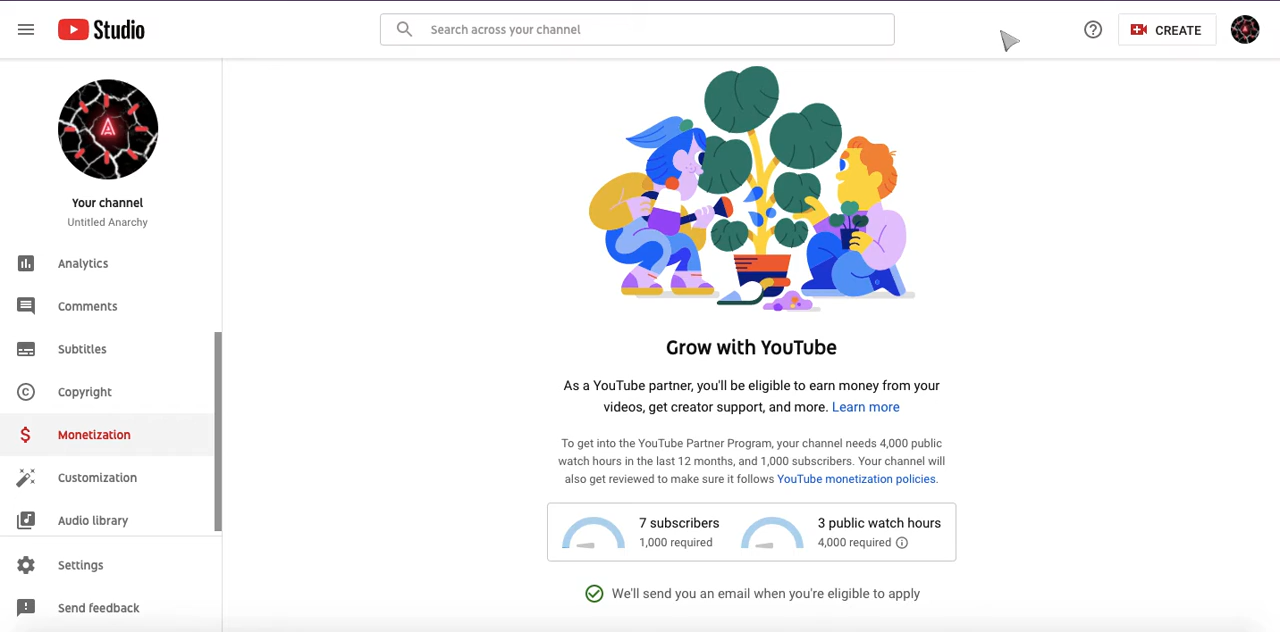 Studio
Search across your channel
CREATE
Your channel
Untitled Anarchy
Analytics
Comments
Subtitles
Copyright
Monetization
Customization
Audio library
Settings
Send feedback
Grow with YouTube
As a YouTube partner, you'll be eligible to earn money from your
videos, get creator support, and more. Learn more
To get into the YouTube Partner Program, your channel needs 4,000 public
watch hours in the last 12 months, and 1,000 subscribers. Your channel will
also get reviewed to make sure it follows YouTube monetization policies.
7 subscribers
1,000 required
3 public watch hours
4,000 required
We'll send you an email when you're eligible to apply